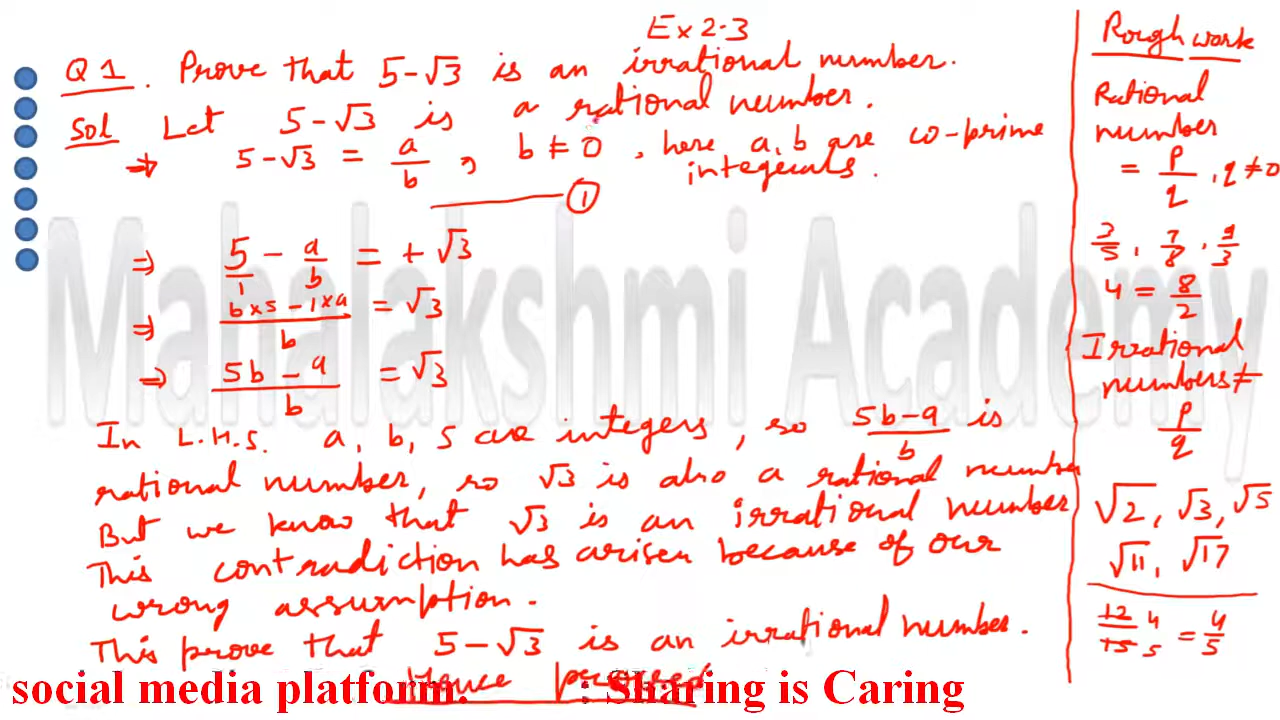 Ex 2.3
Q1. Prove that 5-√3 is an irrational number.
Sol Let 5-√3 is a rational number.
⇒ 5-√3 = a/b, b≠0, here a, b are co-prime
integerals.
①
⇒ 5/1 - a/b = +√3
⇒ (b×5-1×a)/b = √3
⇒ (5b-a)/b = √3
In L.H.S. a, b, 5 are integers, so (5b-a)/b is
rational number, so √3 is also a rational number
But we know that √3 is an irrational number
This contradiction has arisen because of our
wrong assumption.
This prove that 5-√3 is an irrational number.
Hence proved
social media platform. : Sharing is Caring
Rough work
Rational
number
= p/q, q≠0
3/5, 7/8, 9/3
4 = 8/2
Irrational
numbers≠
p/q
√2, √3, √5
√11, √17
12/15 4/5 = 4/5
Mahalakshmi Academy